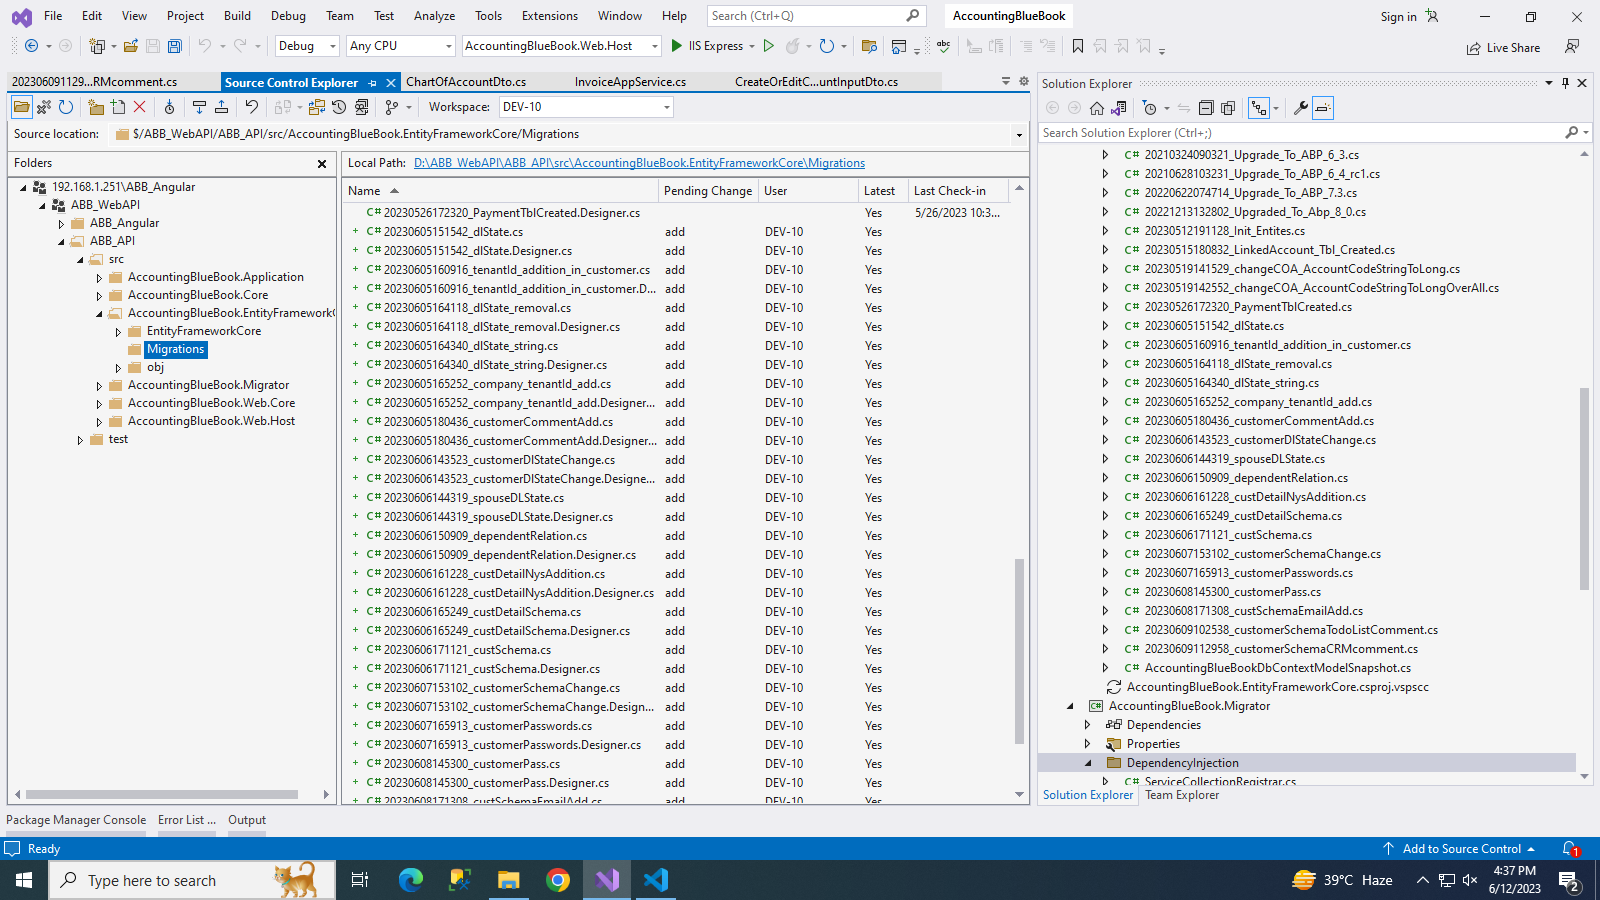 File Edit View Project Build Debug Team Test Analyze Tools Extensions Window Help Search (Ctrl+Q) AccountingBlueBook Sign in
Debug Any CPU AccountingBlueBook.Web.Host IIS Express Live Share
202306091129...RMcomment.cs Source Control Explorer ChartOfAccountDto.cs InvoiceAppService.cs CreateOrEditC...untInputDto.cs
Workspace: DEV-10
Source location: $/ABB_WebAPI/ABB_API/src/AccountingBlueBook.EntityFrameworkCore/Migrations
Folders
192.168.1.251\ABB_Angular
ABB_WebAPI
ABB_Angular
ABB_API
src
AccountingBlueBook.Application
AccountingBlueBook.Core
AccountingBlueBook.EntityFrameworkC
EntityFrameworkCore
Migrations
obj
AccountingBlueBook.Migrator
AccountingBlueBook.Web.Core
AccountingBlueBook.Web.Host
test
Local Path: D:\ABB_WebAPI\ABB_API\src\AccountingBlueBook.EntityFrameworkCore\Migrations
Name Pending Change User Latest Last Check-in
C# 20230526172320_PaymentTblCreated.Designer.cs Yes 5/26/2023 10:3...
+ C# 20230605151542_dlState.cs add DEV-10 Yes
+ C# 20230605151542_dlState.Designer.cs add DEV-10 Yes
+ C# 20230605160916_tenantId_addition_in_customer.cs add DEV-10 Yes
+ C# 20230605160916_tenantId_addition_in_customer.D... add DEV-10 Yes
+ C# 20230605164118_dlState_removal.cs add DEV-10 Yes
+ C# 20230605164118_dlState_removal.Designer.cs add DEV-10 Yes
+ C# 20230605164340_dlState_string.cs add DEV-10 Yes
+ C# 20230605164340_dlState_string.Designer.cs add DEV-10 Yes
+ C# 20230605165252_company_tenantId_add.cs add DEV-10 Yes
+ C# 20230605165252_company_tenantId_add.Designer... add DEV-10 Yes
+ C# 20230605180436_customerCommentAdd.cs add DEV-10 Yes
+ C# 20230605180436_customerCommentAdd.Designer... add DEV-10 Yes
+ C# 20230606143523_customerDlStateChange.cs add DEV-10 Yes
+ C# 20230606143523_customerDlStateChange.Designe... add DEV-10 Yes
+ C# 20230606144319_spouseDLState.cs add DEV-10 Yes
+ C# 20230606144319_spouseDLState.Designer.cs add DEV-10 Yes
+ C# 20230606150909_dependentRelation.cs add DEV-10 Yes
+ C# 20230606150909_dependentRelation.Designer.cs add DEV-10 Yes
+ C# 20230606161228_custDetailNysAddition.cs add DEV-10 Yes
+ C# 20230606161228_custDetailNysAddition.Designer.cs add DEV-10 Yes
+ C# 20230606165249_custDetailSchema.cs add DEV-10 Yes
+ C# 20230606165249_custDetailSchema.Designer.cs add DEV-10 Yes
+ C# 20230606171121_custSchema.cs add DEV-10 Yes
+ C# 20230606171121_custSchema.Designer.cs add DEV-10 Yes
+ C# 20230607153102_customerSchemaChange.cs add DEV-10 Yes
+ C# 20230607153102_customerSchemaChange.Design... add DEV-10 Yes
+ C# 20230607165913_customerPasswords.cs add DEV-10 Yes
+ C# 20230607165913_customerPasswords.Designer.cs add DEV-10 Yes
+ C# 20230608145300_customerPass.cs add DEV-10 Yes
+ C# 20230608145300_customerPass.Designer.cs add DEV-10 Yes
+ C# 20230608171308_custSchemaEmailAdd.cs add DEV-10 Yes
Solution Explorer
Search Solution Explorer (Ctrl+;)
C# 20210324090321_Upgrade_To_ABP_6_3.cs
C# 20210628103231_Upgrade_To_ABP_6_4_rc1.cs
C# 20220622074714_Upgrade_To_ABP_7.3.cs
C# 20221213132802_Upgraded_To_Abp_8_0.cs
C# 20230512191128_Init_Entites.cs
C# 20230515180832_LinkedAccount_Tbl_Created.cs
C# 20230519141529_changeCOA_AccountCodeStringToLong.cs
C# 20230519142552_changeCOA_AccountCodeStringToLongOverAll.cs
C# 20230526172320_PaymentTblCreated.cs
C# 20230605151542_dlState.cs
C# 20230605160916_tenantId_addition_in_customer.cs
C# 20230605164118_dlState_removal.cs
C# 20230605164340_dlState_string.cs
C# 20230605165252_company_tenantId_add.cs
C# 20230605180436_customerCommentAdd.cs
C# 20230606143523_customerDlStateChange.cs
C# 20230606144319_spouseDLState.cs
C# 20230606150909_dependentRelation.cs
C# 20230606161228_custDetailNysAddition.cs
C# 20230606165249_custDetailSchema.cs
C# 20230606171121_custSchema.cs
C# 20230607153102_customerSchemaChange.cs
C# 20230607165913_customerPasswords.cs
C# 20230608145300_customerPass.cs
C# 20230608171308_custSchemaEmailAdd.cs
C# 20230609102538_customerSchemaTodoListComment.cs
C# 20230609112958_customerSchemaCRMcomment.cs
C# AccountingBlueBookDbContextModelSnapshot.cs
AccountingBlueBook.EntityFrameworkCore.csproj.vspscc
C# AccountingBlueBook.Migrator
Dependencies
Properties
DependencyInjection
C# ServiceCollectionRegistrar.cs
Solution Explorer Team Explorer
Package Manager Console Error List ... Output
Ready Add to Source Control 1
Type here to search 39°C Haze 4:37 PM
6/12/2023 2